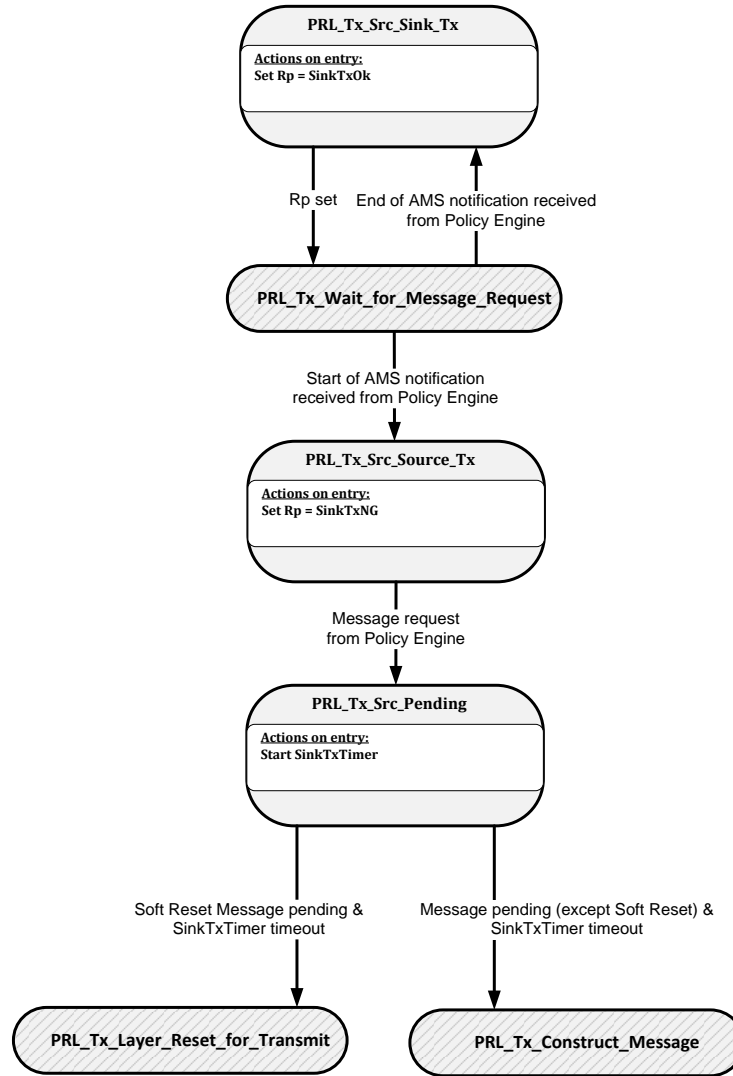 PRL_Tx_Src_Sink_Tx
Actions on entry:
Set Rp = SinkTxOk
Rp set
End of AMS notification received
from Policy Engine
PRL_Tx_Wait_for_Message_Request
Start of AMS notification
received from Policy Engine
PRL_Tx_Src_Source_Tx
Actions on entry:
Set Rp = SinkTxNG
Message request
from Policy Engine
PRL_Tx_Src_Pending
Actions on entry:
Start SinkTxTimer
Soft Reset Message pending &
SinkTxTimer timeout
Message pending (except Soft Reset) &
SinkTxTimer timeout
PRL_Tx_Layer_Reset_for_Transmit
PRL_Tx_Construct_Message